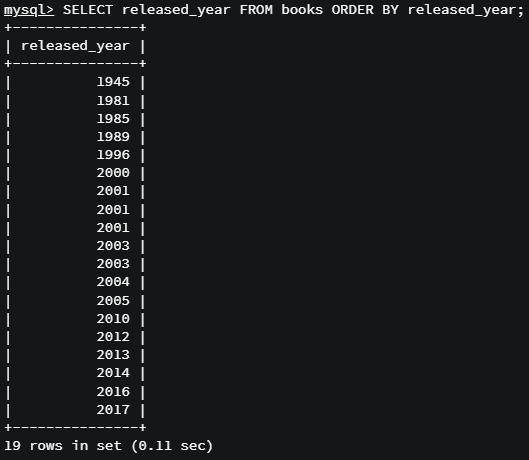 mysql> SELECT released_year FROM books ORDER BY released_year;
+---------------+
| released_year |
+---------------+
|          1945 |
|          1981 |
|          1985 |
|          1989 |
|          1996 |
|          2000 |
|          2001 |
|          2001 |
|          2001 |
|          2003 |
|          2003 |
|          2004 |
|          2005 |
|          2010 |
|          2012 |
|          2013 |
|          2014 |
|          2016 |
|          2017 |
+---------------+
19 rows in set (0.11 sec)